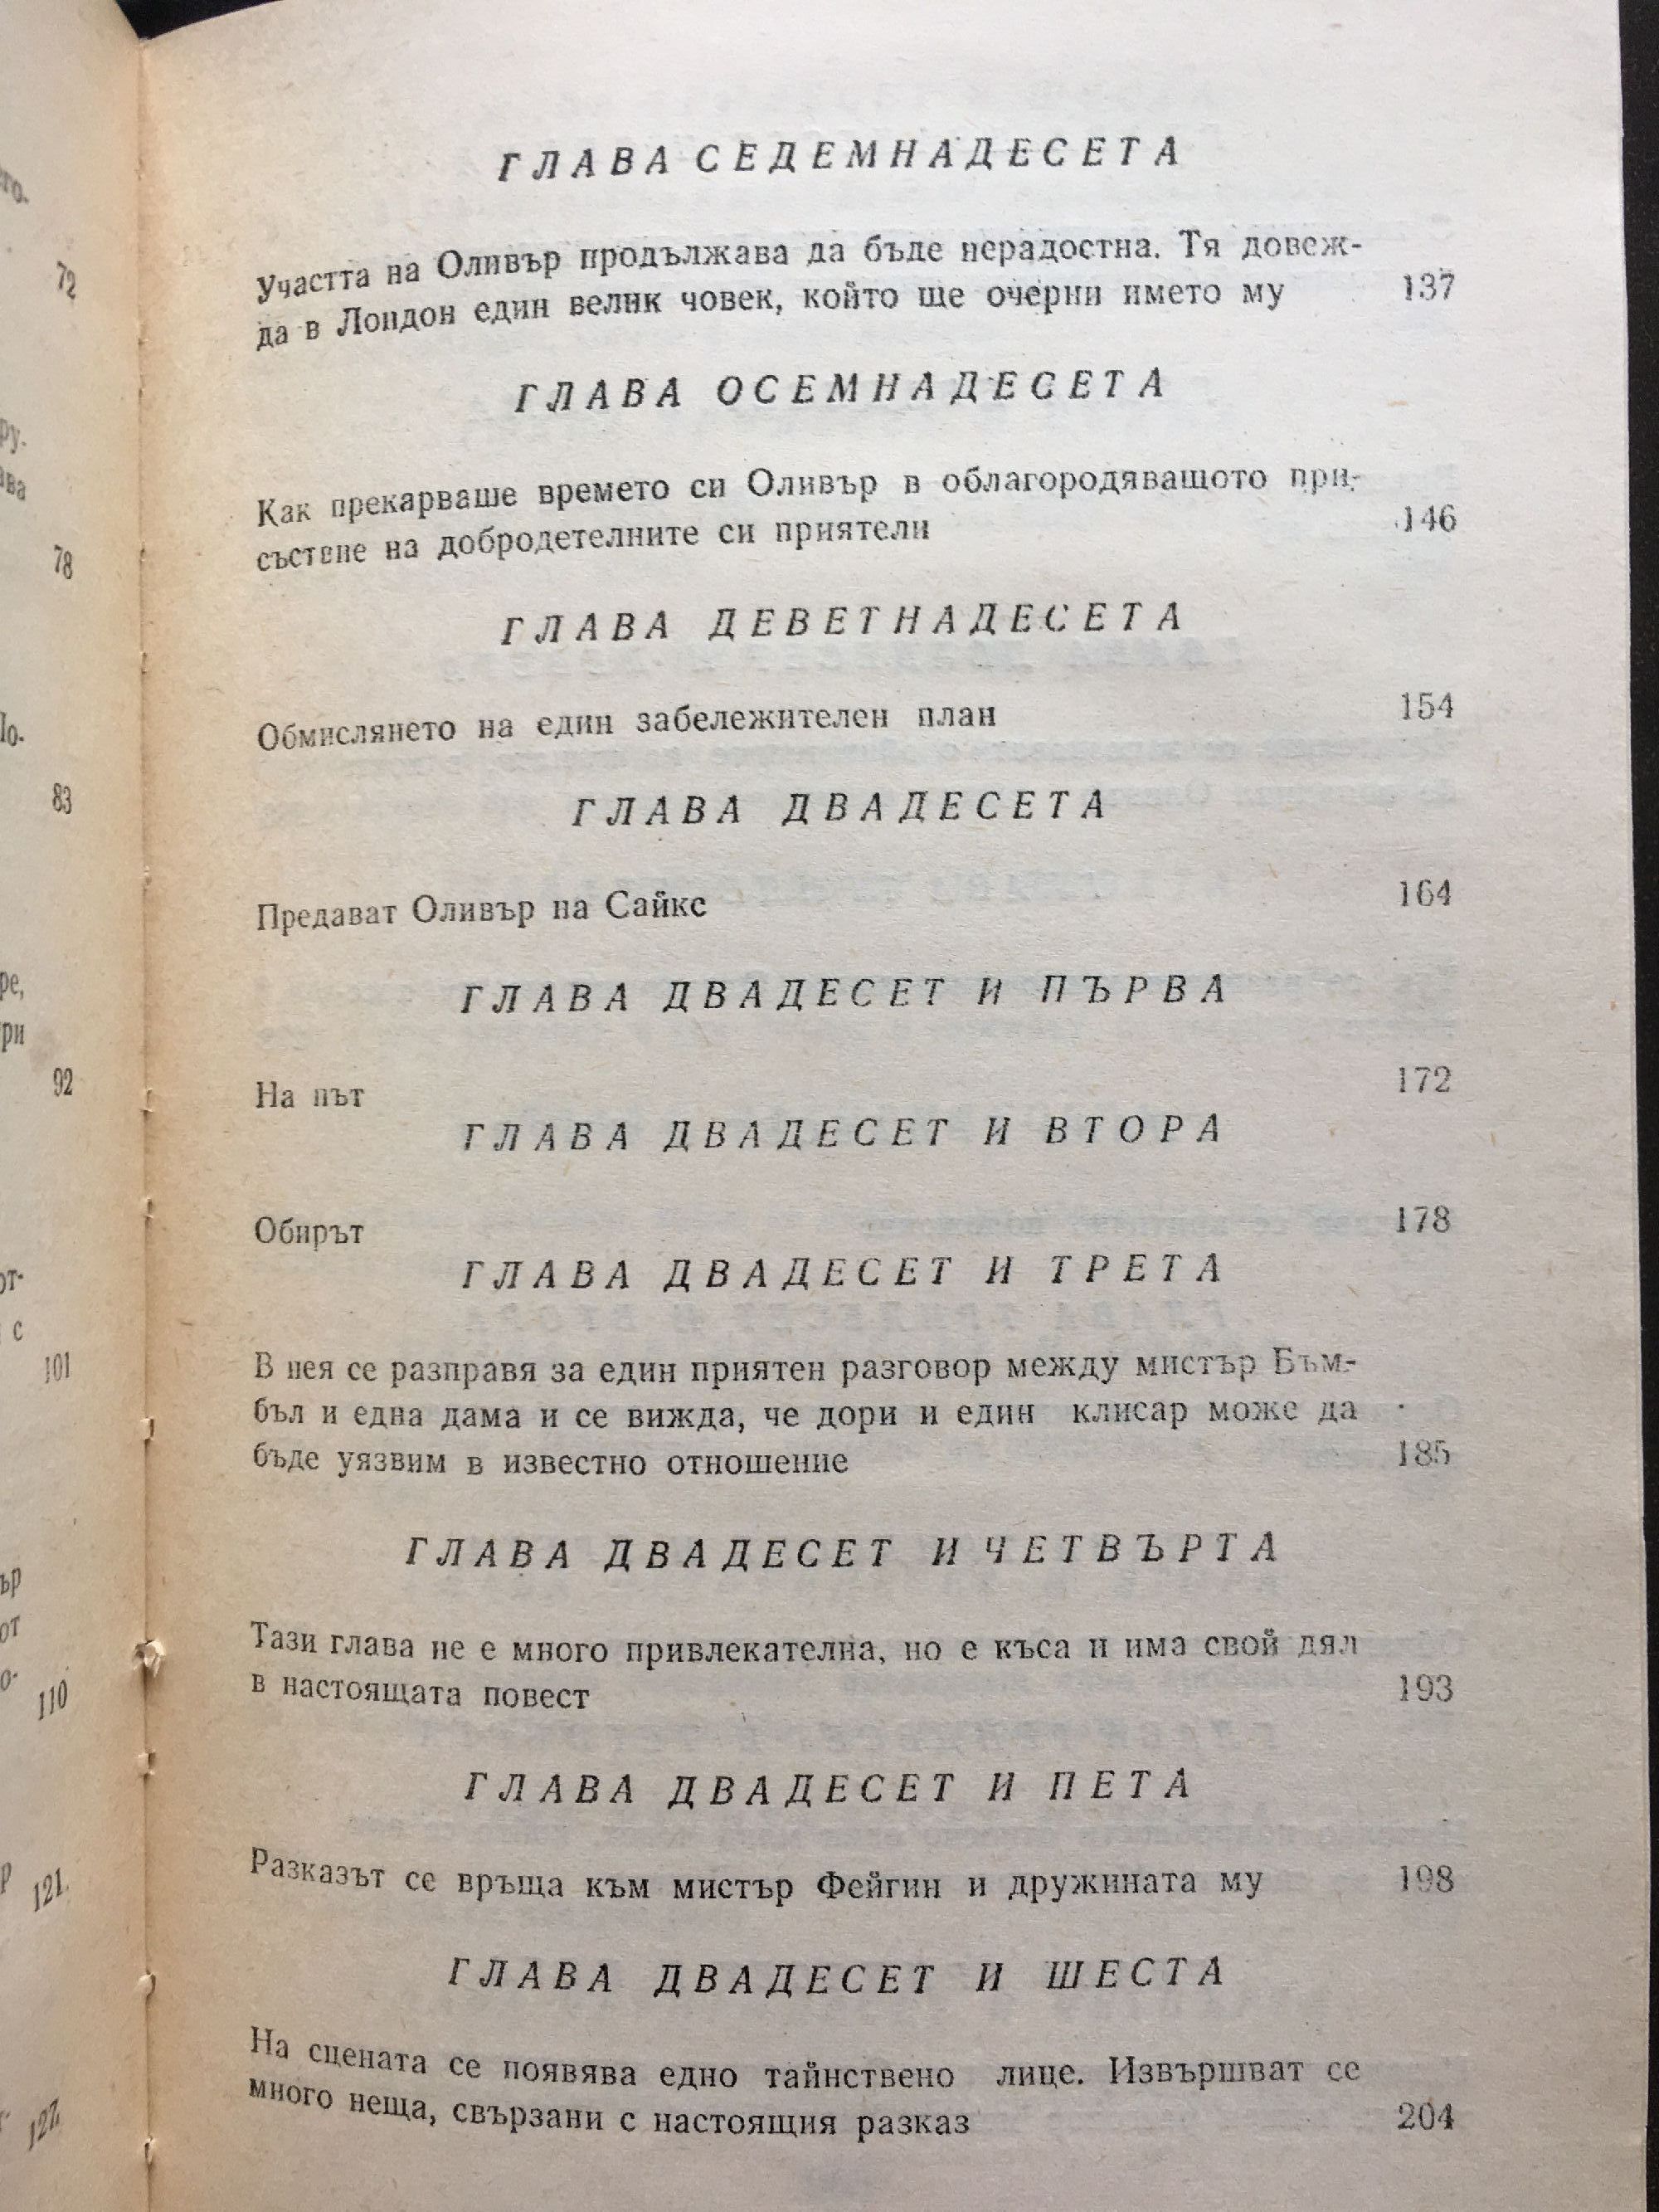 ГЛАВА СЕДЕМНАДЕСЕТА
Участта на Оливър продължава да бъде нерадостна. Тя довеж-
да в Лондон един велик човек, който ще очерни името му 137
ГЛАВА ОСЕМНАДЕСЕТА
Как прекарваше времето си Оливър в облагородяващото при-
съствие на добродетелните си приятели 146
ГЛАВА ДЕВЕТНАДЕСЕТА
Обмислянето на един забележителен план 154
ГЛАВА ДВАДЕСЕТА
Предават Оливър на Сайкс 164
ГЛАВА ДВАДЕСЕТ И ПЪРВА
На път 172
ГЛАВА ДВАДЕСЕТ И ВТОРА
Обирът 178
ГЛАВА ДВАДЕСЕТ И ТРЕТА
В нея се разправя за един приятен разговор между мистър Бъм-
бъл и една дама и се вижда, че дори и един клисар може да
бъде уязвим в известно отношение 185
ГЛАВА ДВАДЕСЕТ И ЧЕТВЪРТА
Тази глава не е много привлекателна, но е къса и има свой дял
в настоящата повест 193
ГЛАВА ДВАДЕСЕТ И ПЕТА
Разказът се връща към мистър Фейгин и дружината му 198
ГЛАВА ДВАДЕСЕТ И ШЕСТА
На сцената се появява едно тайнствено лице. Извършват се
много неща, свързани с настоящия разказ 204
72
78
83
92
101
110
121
127